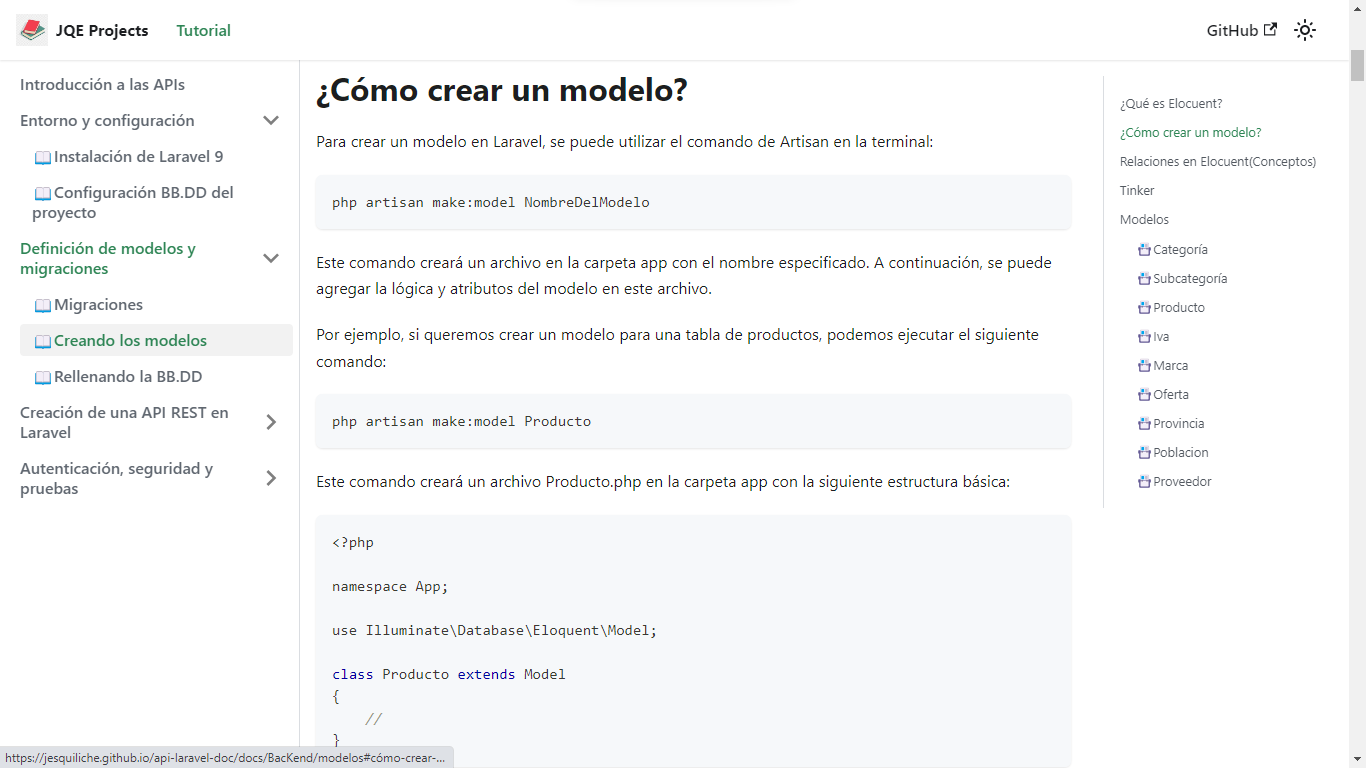 JQE Projects
Tutorial
GitHub
Introducción a las APIs
Entorno y configuración
Instalación de Laravel 9
Configuración BB.DD del
proyecto
Definición de modelos y
migraciones
Migraciones
Creando los modelos
Rellenando la BB.DD
Creación de una API REST en
Laravel
Autenticación, seguridad y
pruebas
¿Cómo crear un modelo?
Para crear un modelo en Laravel, se puede utilizar el comando de Artisan en la terminal:
php artisan make:model NombreDelModelo
Este comando creará un archivo en la carpeta app con el nombre especificado. A continuación, se puede
agregar la lógica y atributos del modelo en este archivo.
Por ejemplo, si queremos crear un modelo para una tabla de productos, podemos ejecutar el siguiente
comando:
php artisan make:model Producto
Este comando creará un archivo Producto.php en la carpeta app con la siguiente estructura básica:
<?php
namespace App;
use Illuminate\Database\Eloquent\Model;
class Producto extends Model
{
//
}
¿Qué es Elocuent?
¿Cómo crear un modelo?
Relaciones en Elocuent(Conceptos)
Tinker
Modelos
Categoría
Subcategoría
Producto
Iva
Marca
Oferta
Provincia
Poblacion
Proveedor
https://jesquiliche.github.io/api-laravel-doc/docs/BacKend/modelos#cómo-crear-...